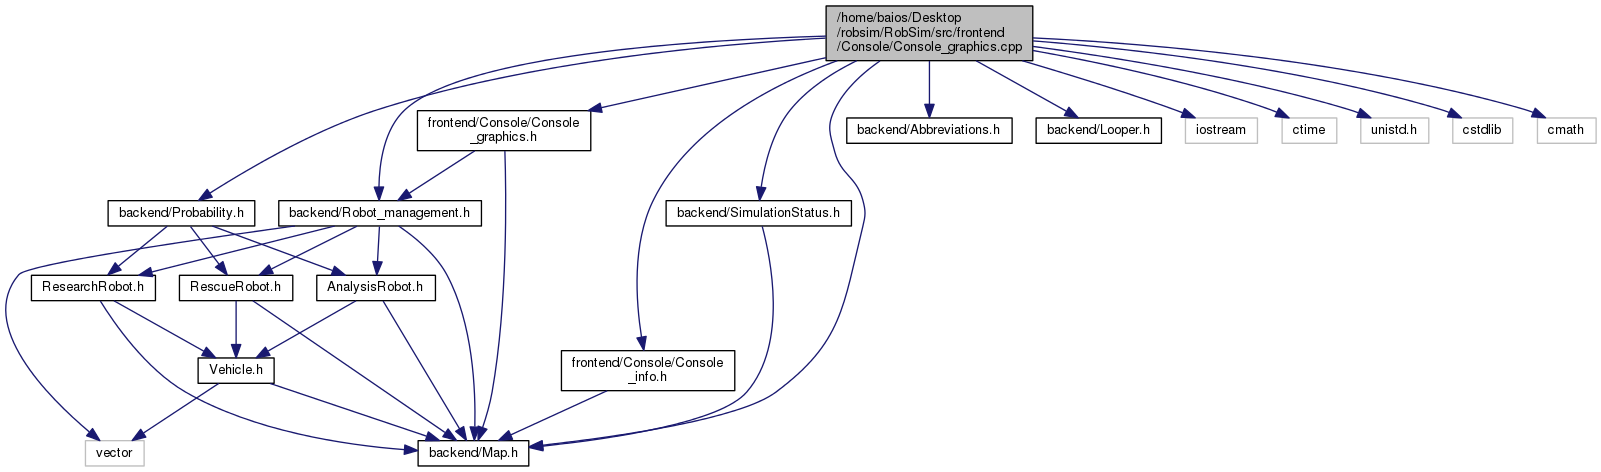 /home/baios/Desktop
/robsim/RobSim/src/frontend
/Console/Console_graphics.cpp
frontend/Console/Console
_graphics.h
backend/Abbreviations.h
backend/Looper.h
iostream
ctime
unistd.h
cstdlib
cmath
backend/Probability.h
backend/Robot_management.h
backend/SimulationStatus.h
ResearchRobot.h
RescueRobot.h
AnalysisRobot.h
Vehicle.h
frontend/Console/Console
_info.h
vector
backend/Map.h